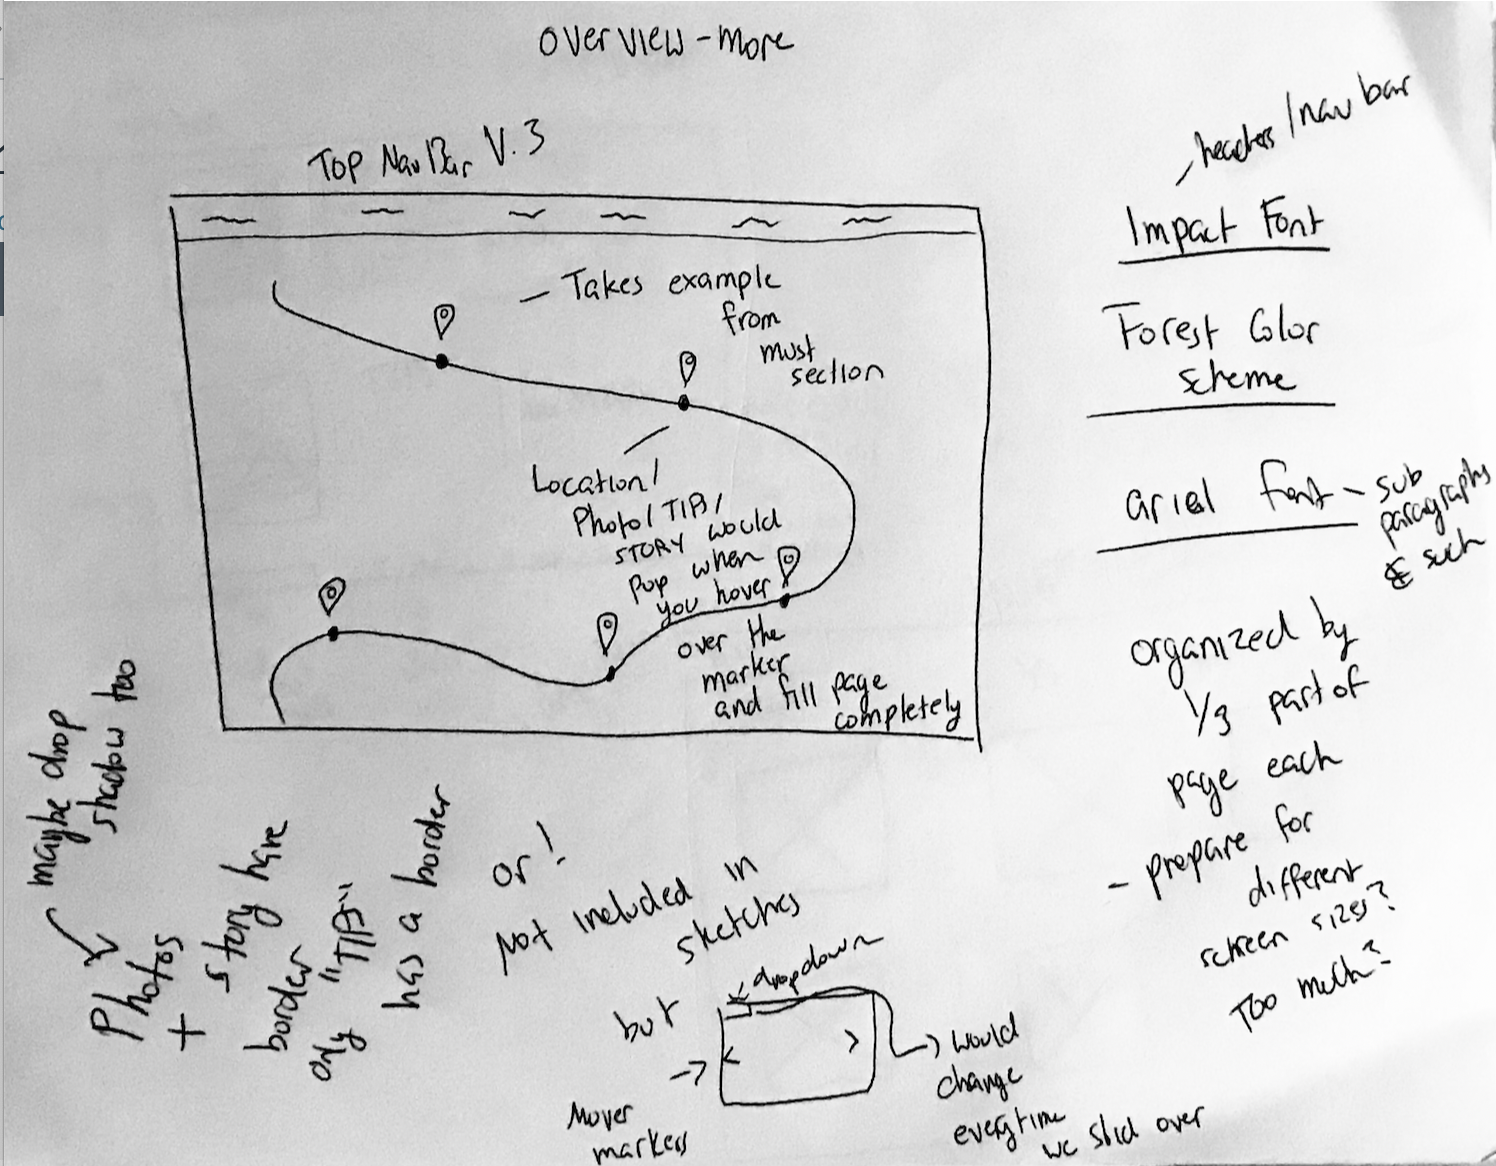 Overview - More
Top NavBar V.3
Takes example
from
must
section
Location/
Photo/TIP/
STORY would
Pop when
you hover
over the
marker
and fill page
completely
headers/nav bar
Impact Font
Forest Color
Scheme
ariel font - sub
paragraphs
& such
organized by
1/3 part of
page each
- prepare for
different
screen sizes?
Too much?
maybe drop
shadow too
Photos
+ story have
border
only "TIPS"
has a border
or!
Not included in
sketches
but
dropdown
< >
Mover
markers
would
change
everytime
we slid over